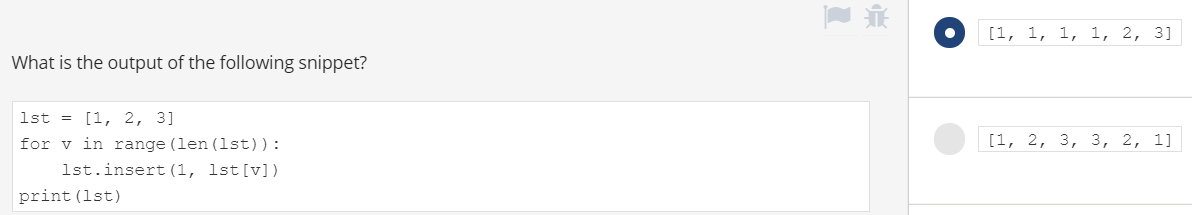 What is the output of the following snippet?
lst = [1, 2, 3]
for v in range(len(lst)):
    lst.insert(1, lst[v])
print(lst)
[1, 1, 1, 1, 2, 3]
[1, 2, 3, 3, 2, 1]